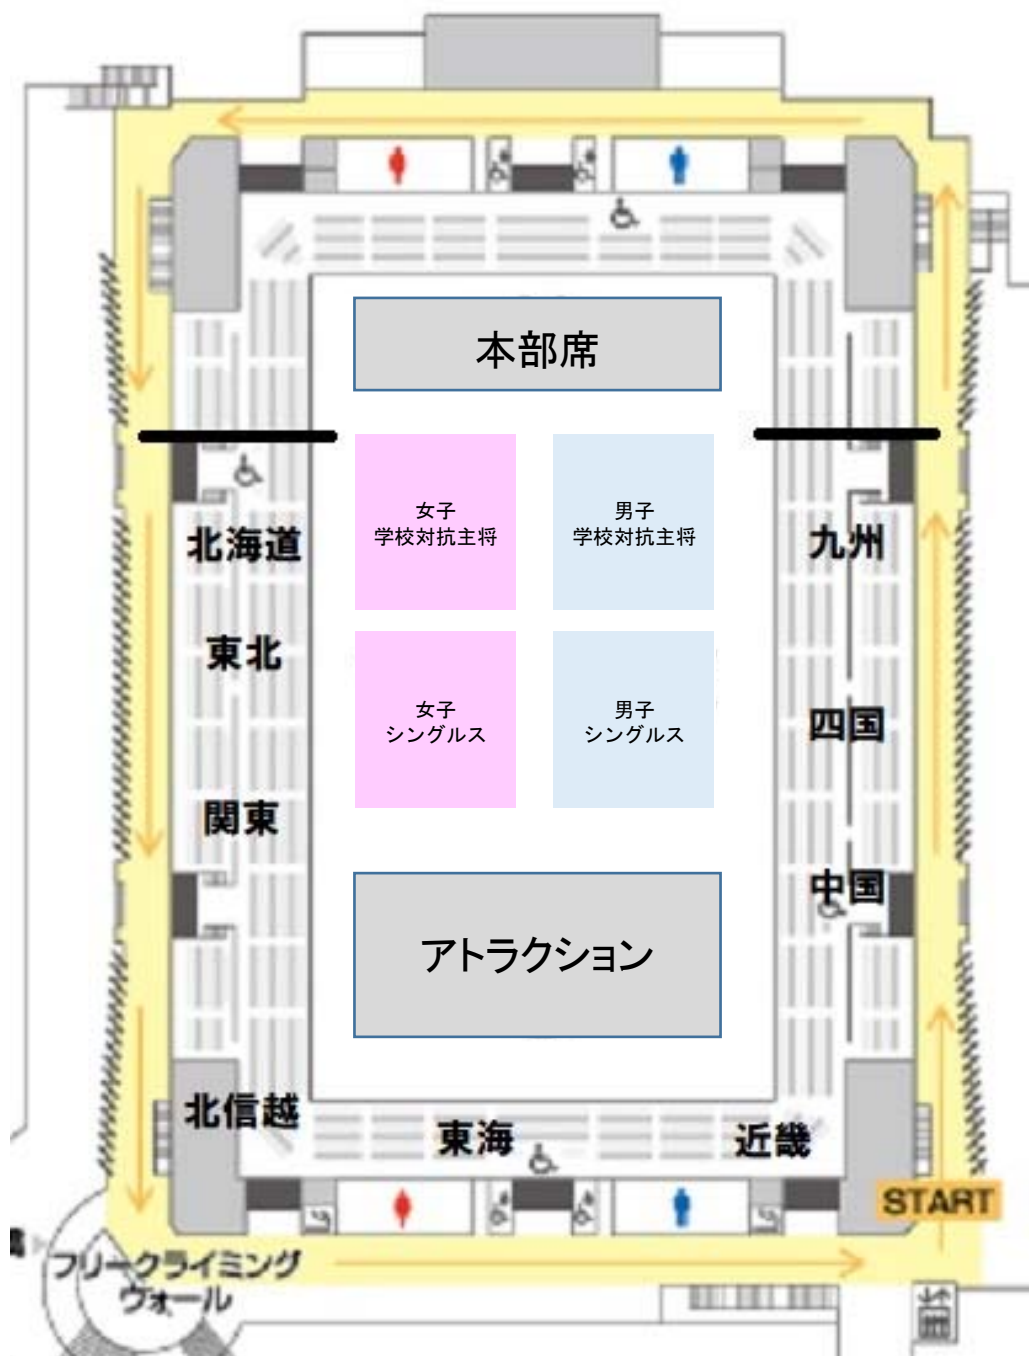 本部席
女子
学校対抗主将
男子
学校対抗主将
北海道
九州
東北
女子
シングルス
男子
シングルス
四国
関東
中国
アトラクション
北信越
東海
近畿
START
フリークライミング
ウォール